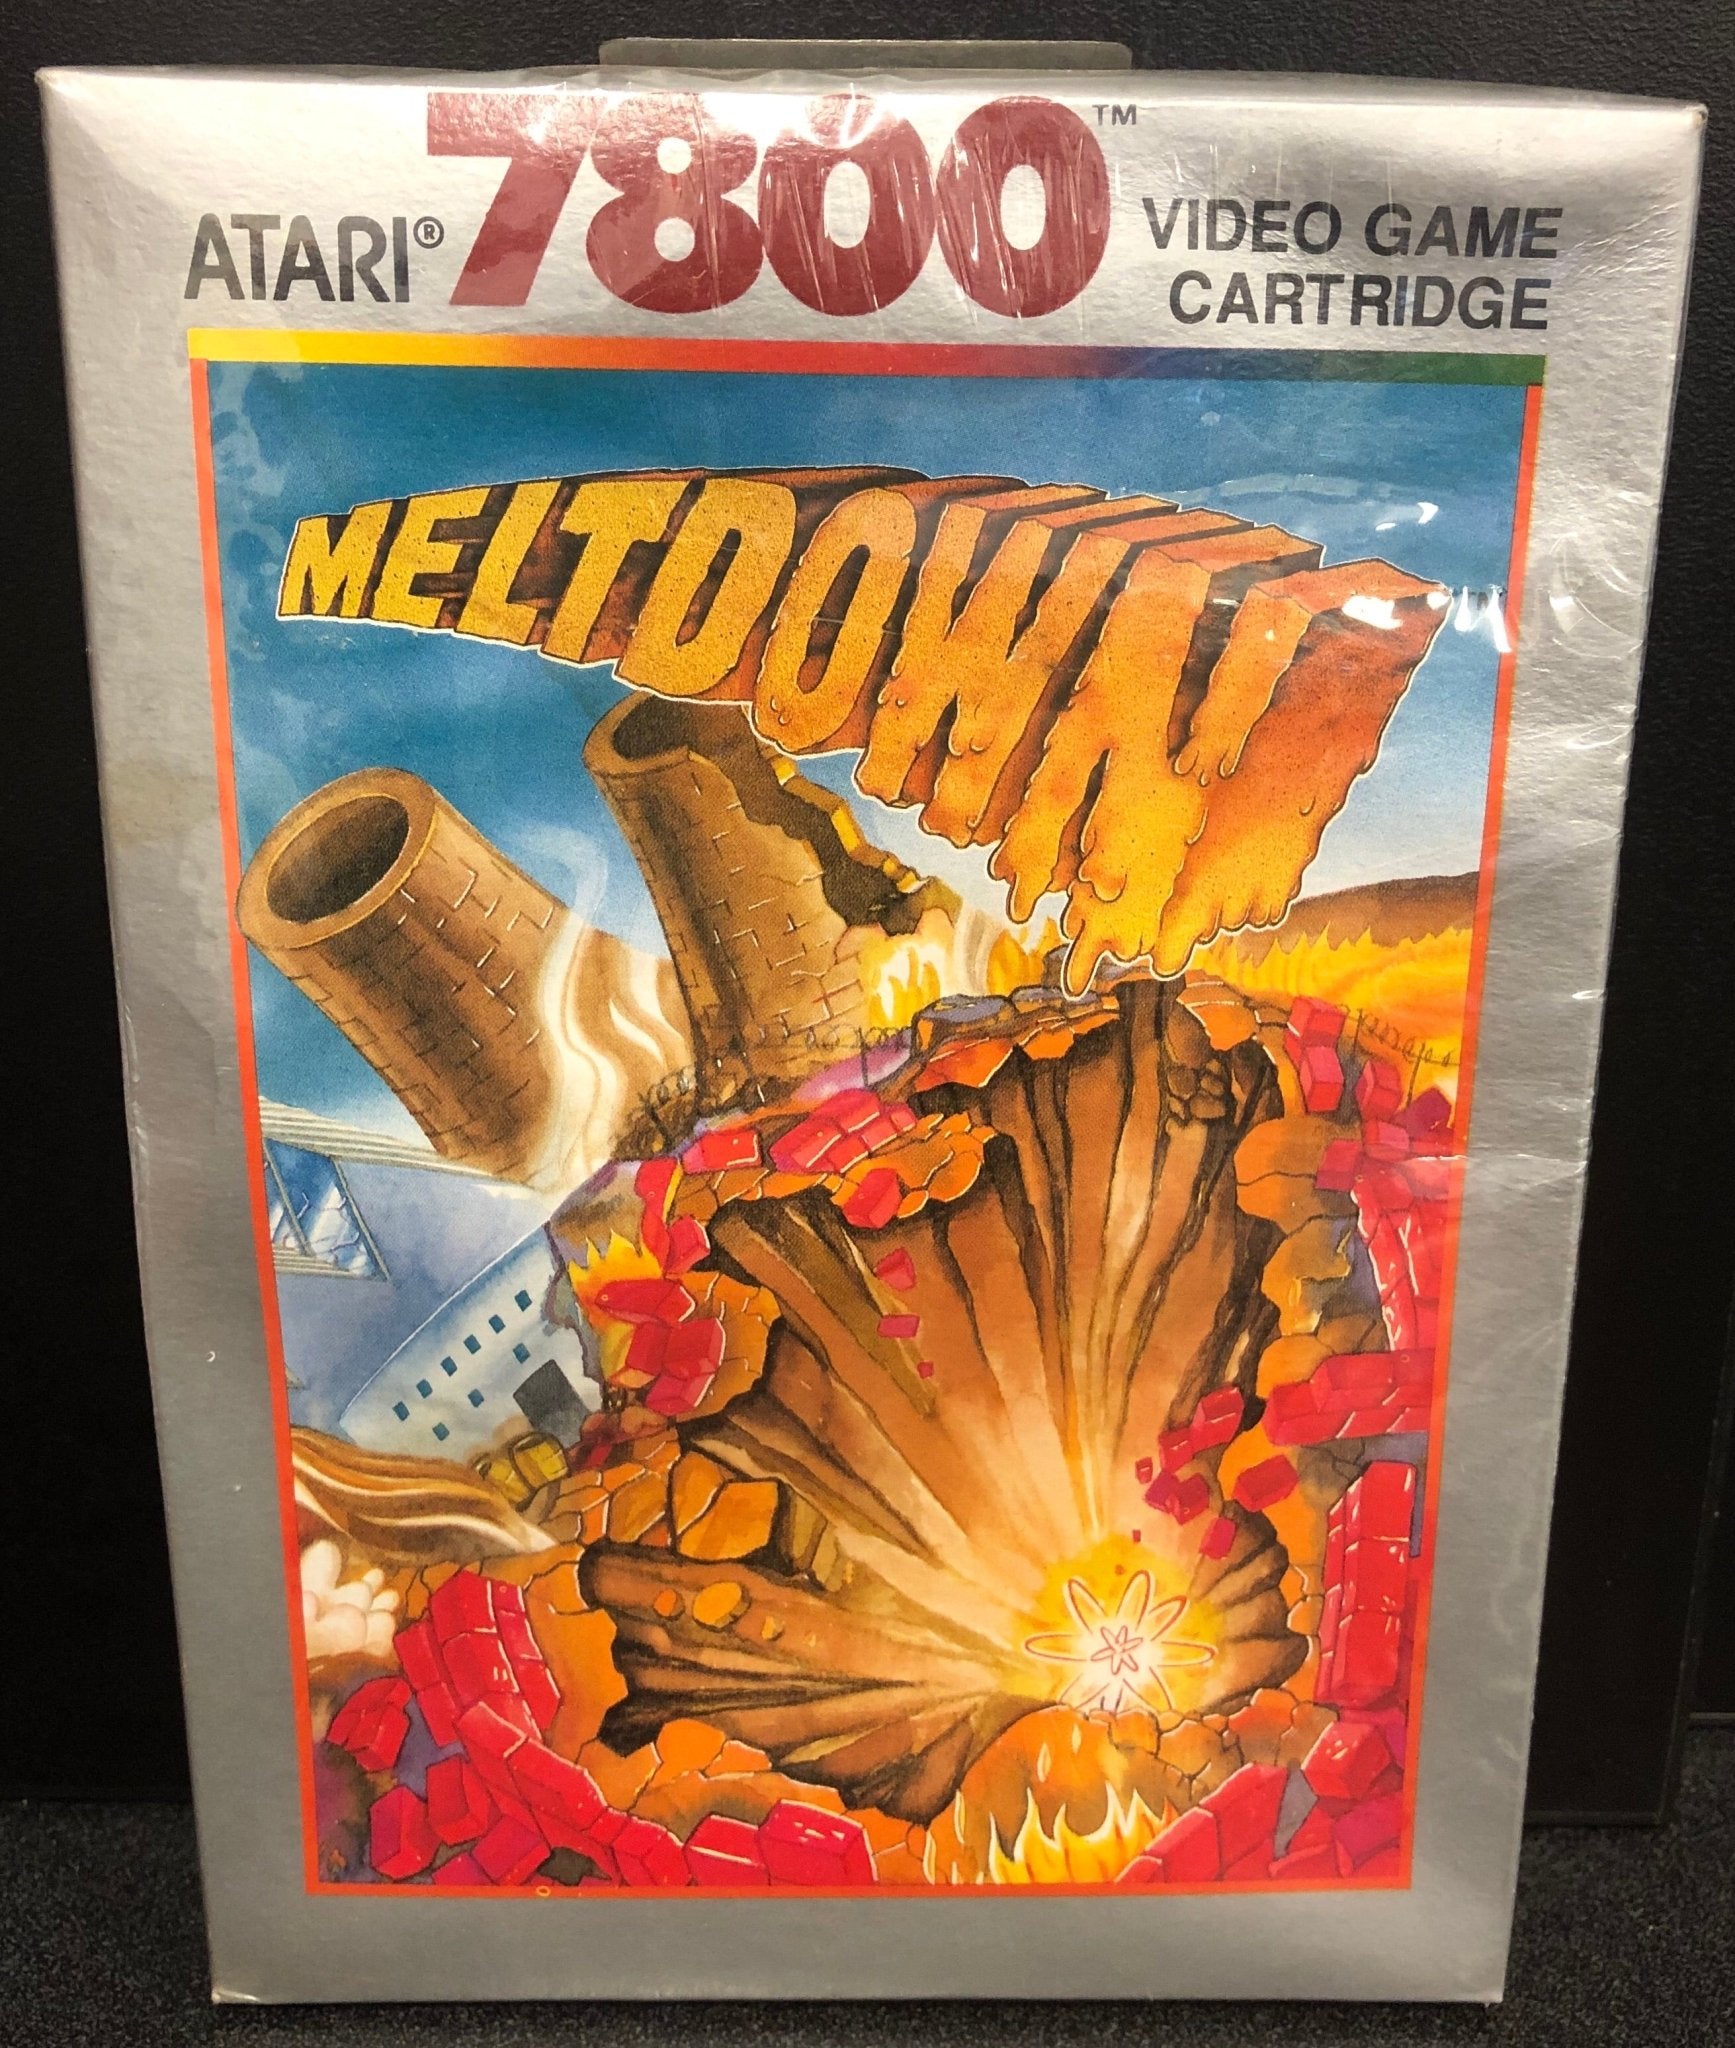 ATARI® 7800™ VIDEO GAME
CARTRIDGE
MELTDOWN™